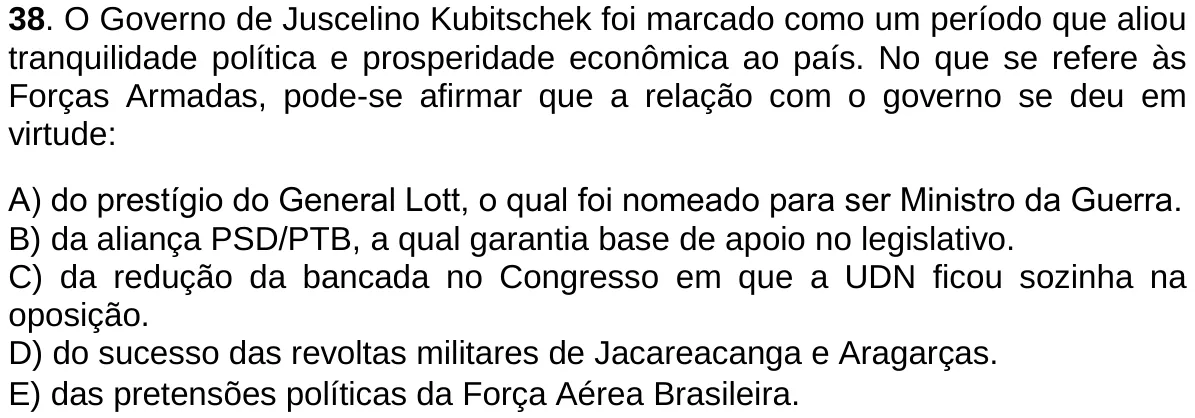 38. O Governo de Juscelino Kubitschek foi marcado como um período que aliou
tranquilidade política e prosperidade econômica ao país. No que se refere às
Forças Armadas, pode-se afirmar que a relação com o governo se deu em
virtude:
A) do prestígio do General Lott, o qual foi nomeado para ser Ministro da Guerra.
B) da aliança PSD/PTB, a qual garantia base de apoio no legislativo.
C) da redução da bancada no Congresso em que a UDN ficou sozinha na
oposição.
D) do sucesso das revoltas militares de Jacareacanga e Aragarças.
E) das pretensões políticas da Força Aérea Brasileira.